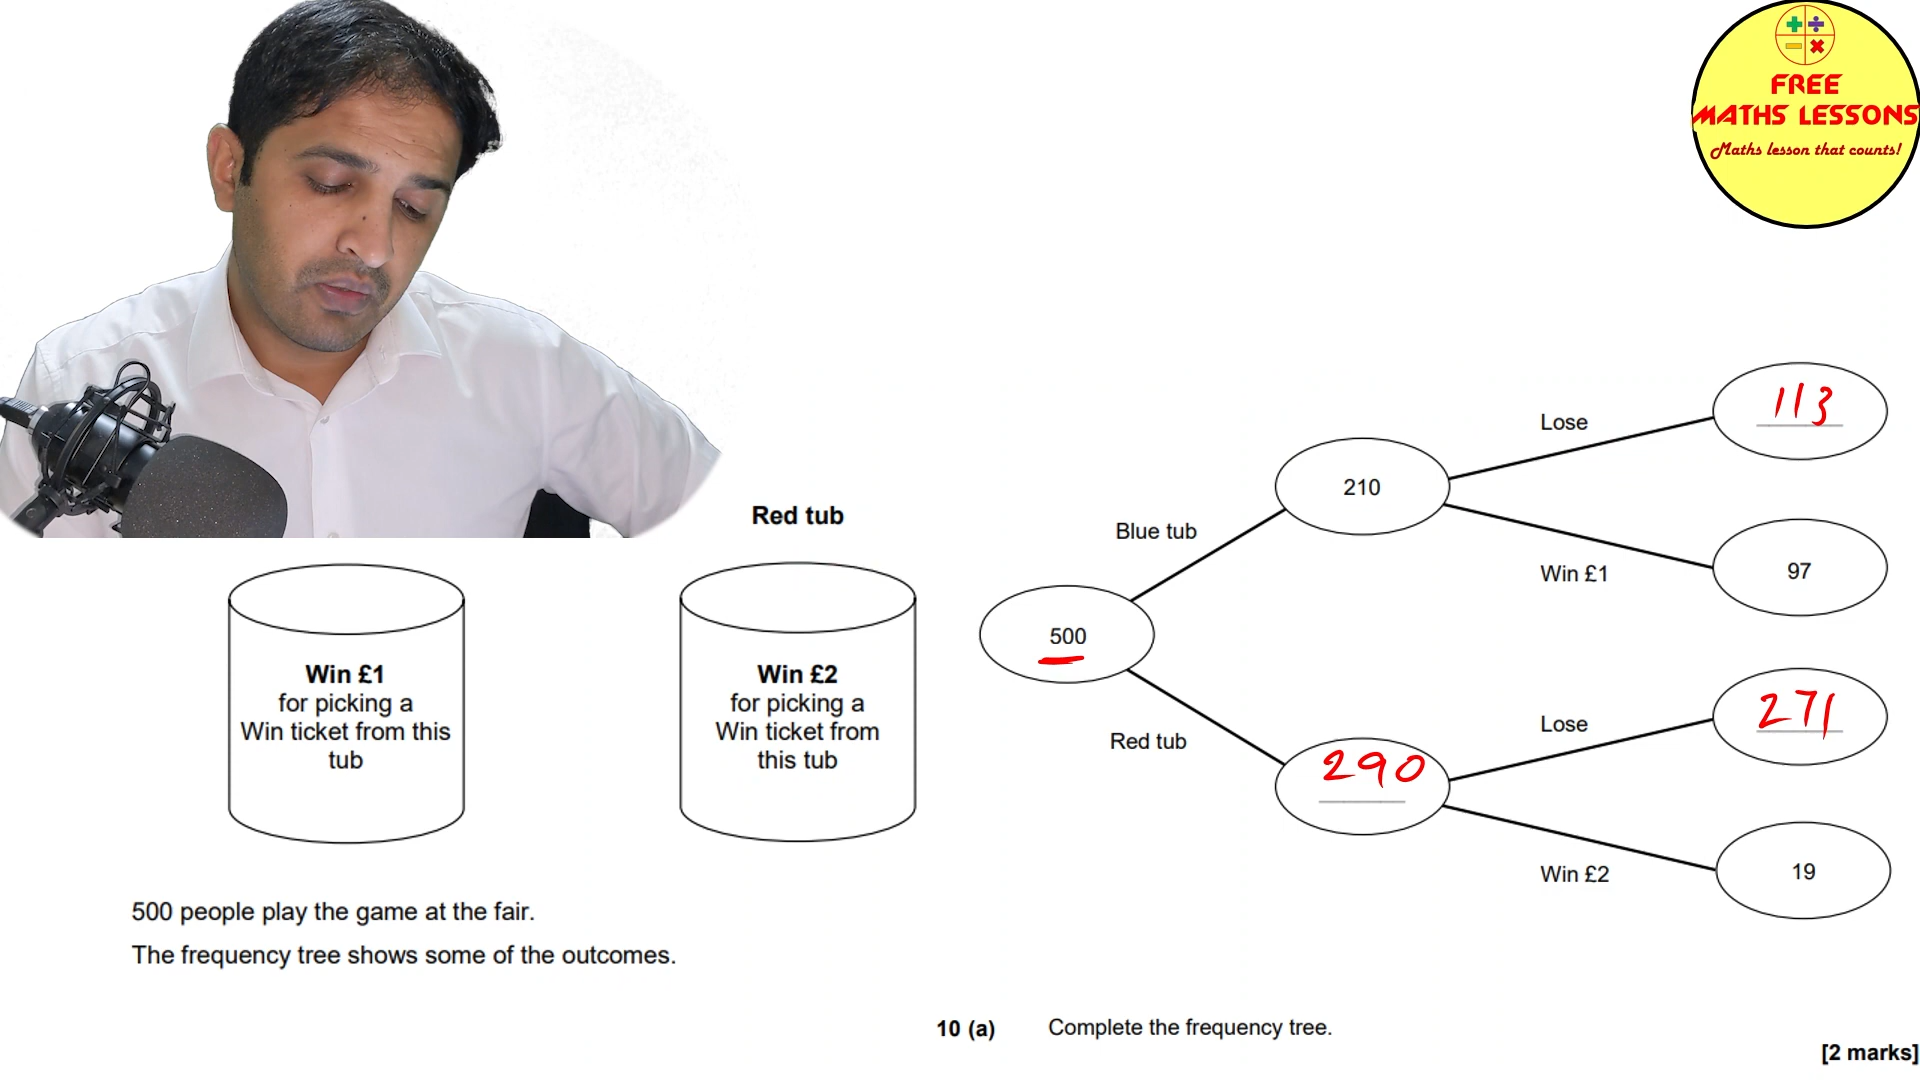 FREE
MATHS LESSONS
Maths lesson that counts!
Red tub
Win £1
for picking a
Win ticket from this
tub
Win £2
for picking a
Win ticket from
this tub
500
Blue tub
Red tub
210
290
Lose
113
Win £1
97
Lose
271
Win £2
19
500 people play the game at the fair.
The frequency tree shows some of the outcomes.
10 (a) Complete the frequency tree.
[2 marks]